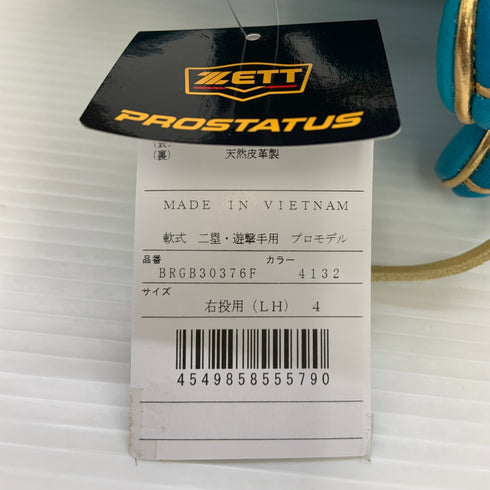 ZETT
PROSTATUS
(表)
(裏) 天然皮革製
MADE IN VIETNAM
軟式 二塁・遊撃手用 プロモデル
品番 BRGB30376F カラー 4132
サイズ 右投用(LH) 4
4549858555790